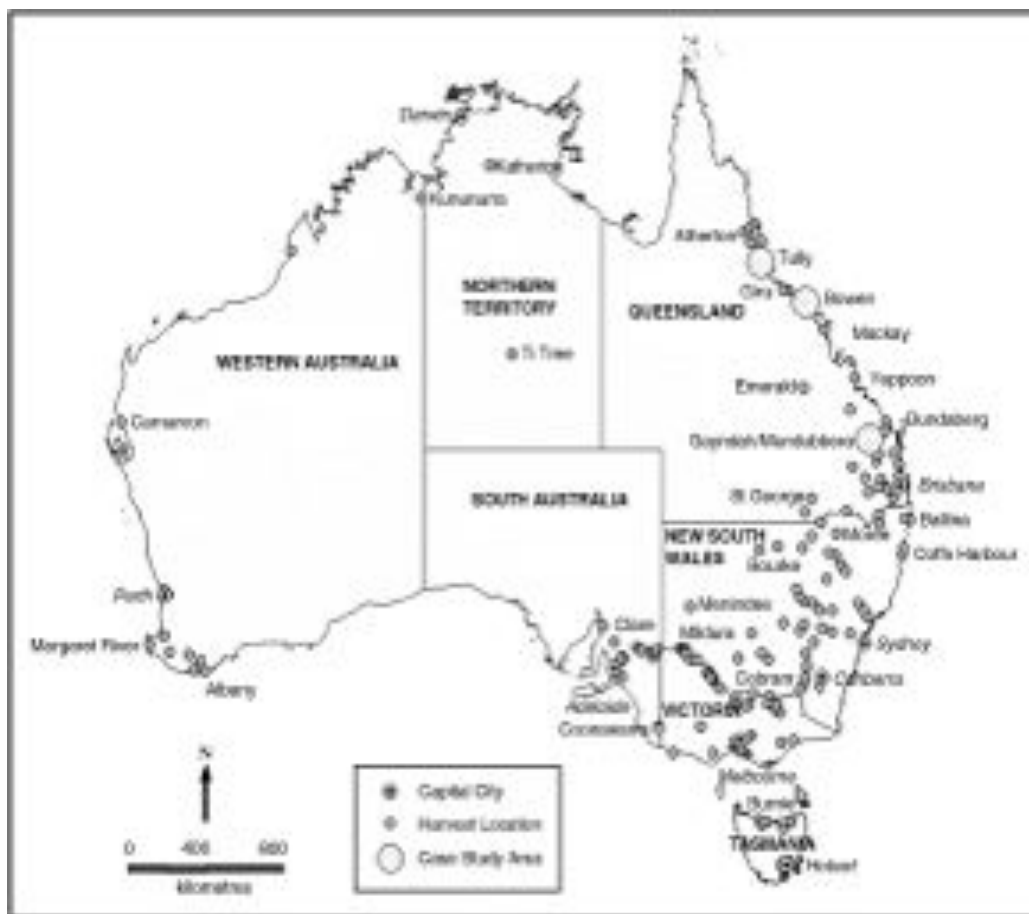 Darwin
Katherine
Kununurra
Atherton
Tully
NORTHERN
TERRITORY
Giru
Bowen
QUEENSLAND
Mackay
WESTERN AUSTRALIA
Ti Tree
Emerald
Yeppoon
Carnarvon
Bundaberg
Gayndah/Mundubbera
SOUTH AUSTRALIA
St George
Brisbane
Ballina
NEW SOUTH
WALES
Moree
Bourke
Coffs Harbour
Perth
Menindee
Clare
Mildura
Margaret River
Sydney
Albany
Cobram
Canberra
Adelaide
VICTORIA
Coonawarra
N
Melbourne
Capital City
Burnie
Harvest Location
TASMANIA
0 400 800
Case Study Area
Hobart
kilometres